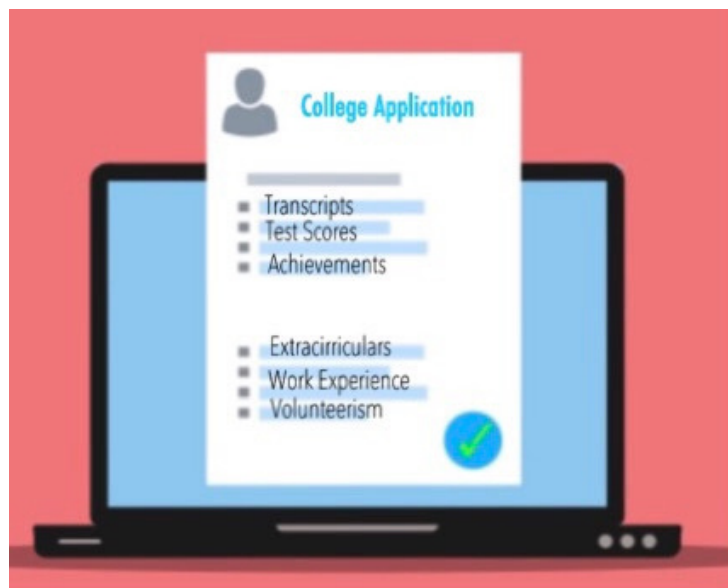 College Application
Transcripts
Test Scores
Achievements
Extracirriculars
Work Experience
Volunteerism